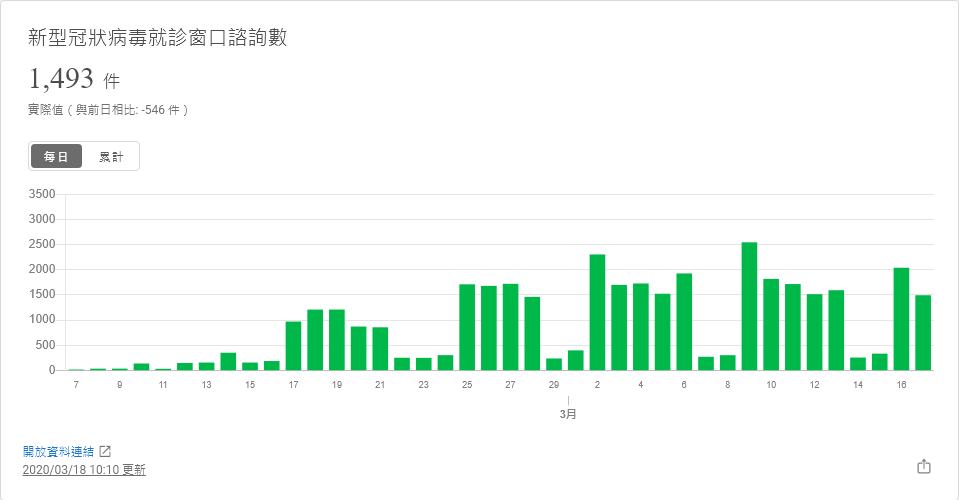 新型冠狀病毒就診窗口諮詢數
1,493 件
實際值（與前日相比: -546 件）
每日 累計
3500
3000
2500
2000
1500
1000
500
0
7 9 11 13 15 17 19 21 23 25 27 29 2 4 6 8 10 12 14 16
3月
開放資料連結
2020/03/18 10:10 更新